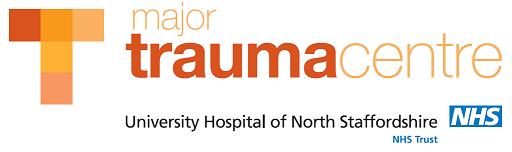 major
traumacentre
University Hospital of North Staffordshire NHS
NHS Trust